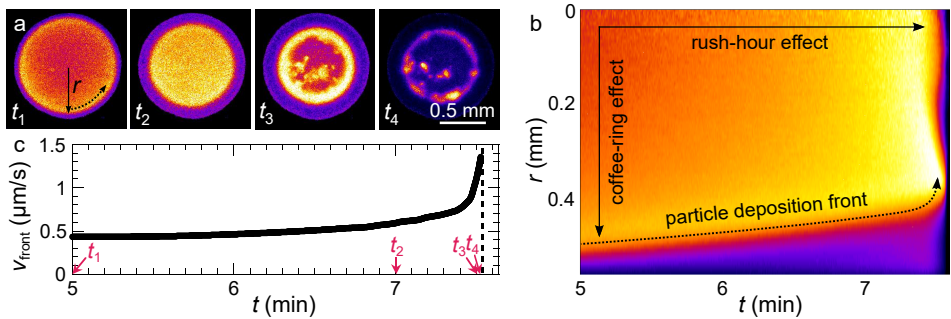 a
r
t1
t2
t3
t4
0.5 mm
c
1.5
1
0.5
0
vfront (µm/s)
t1
t2
t3 t4
5
6
7
t (min)
b
0
0.2
0.4
r (mm)
rush-hour effect
coffee-ring effect
particle deposition front
5
6
7
t (min)